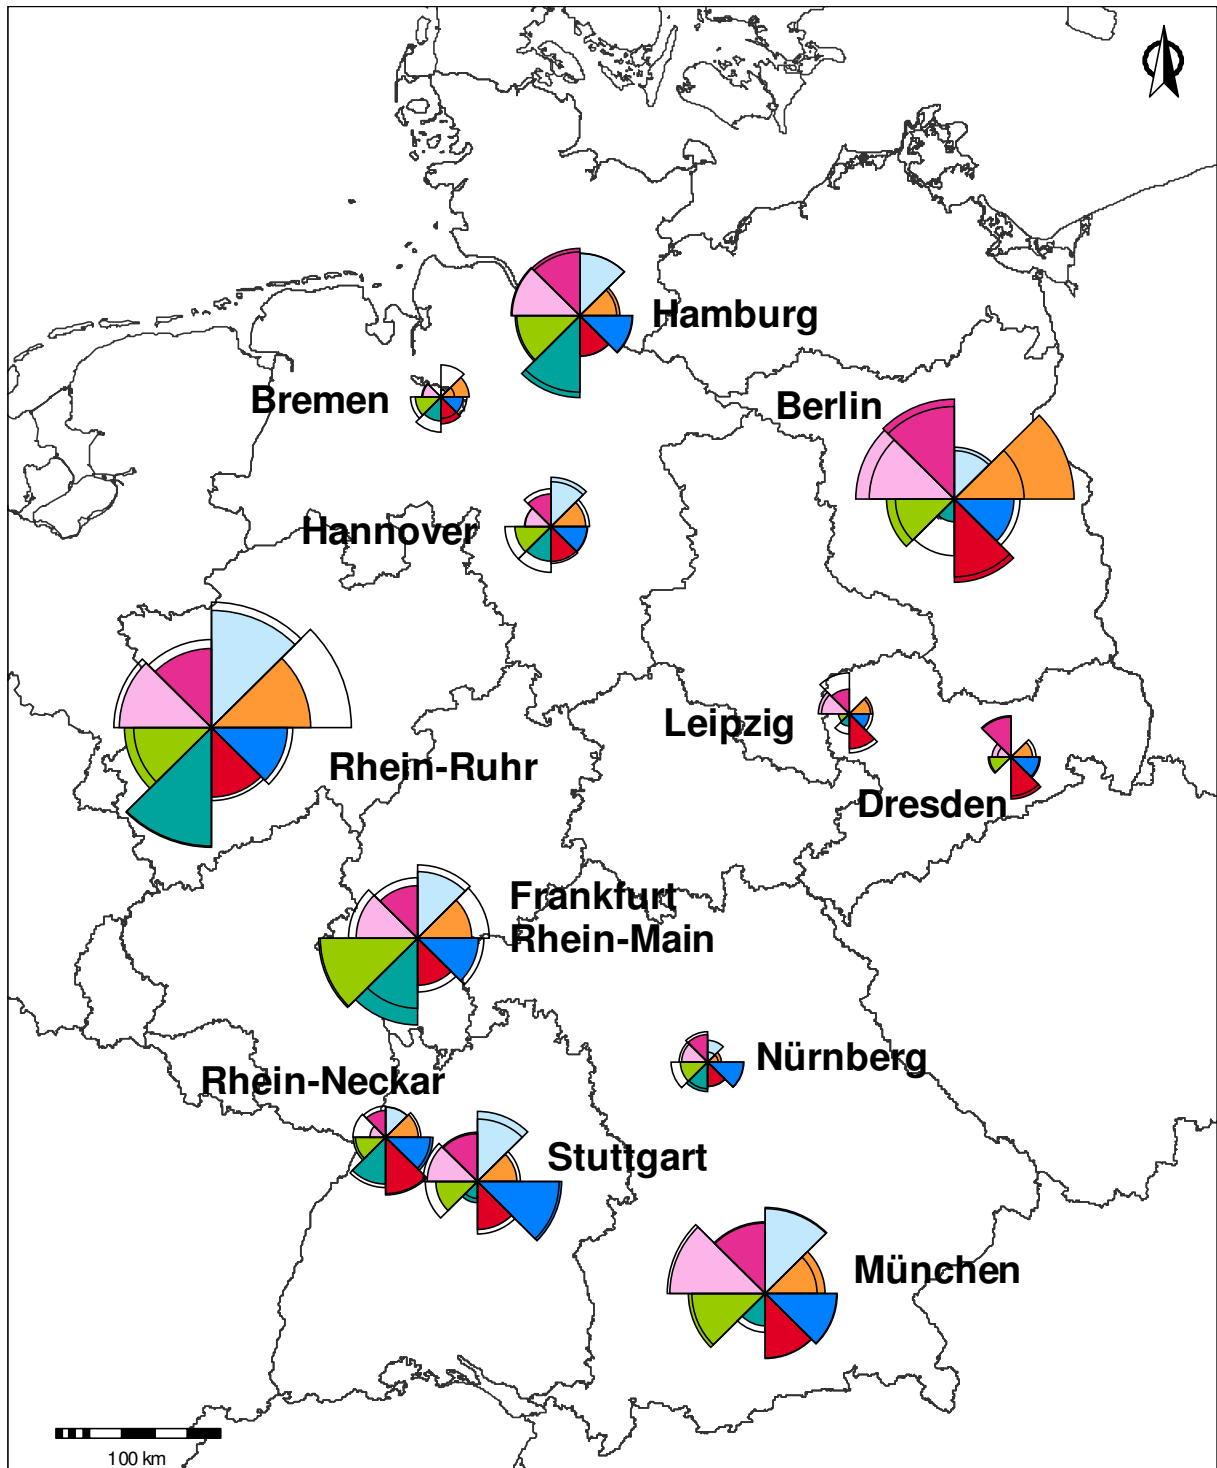 Hamburg
Bremen
Berlin
Hannover
Leipzig
Rhein-Ruhr
Dresden
Frankfurt
Rhein-Main
Nürnberg
Rhein-Neckar
Stuttgart
München
100 km